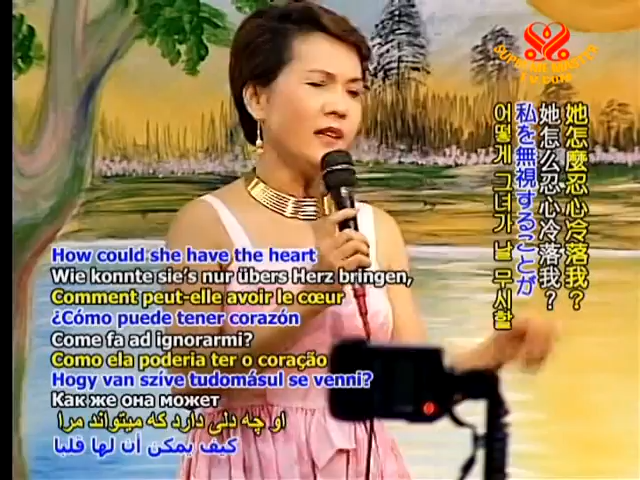 SUPREME MASTER
TV
How could she have the heart
Wie konnte sie's nur übers Herz bringen,
Comment peut-elle avoir le cœur
¿Cómo puede tener corazón
Come fa ad ignorarmi?
Como ela poderia ter o coração
Hogy van szíve tudomásul se venni?
Как же она может
او چه دلی دارد که میتواند مرا
كيف يمكن أن لها قلبا
她怎麼忍心冷落我？
她怎么忍心冷落我？
私を無視することが
어떻게 그녀가 날 무시할